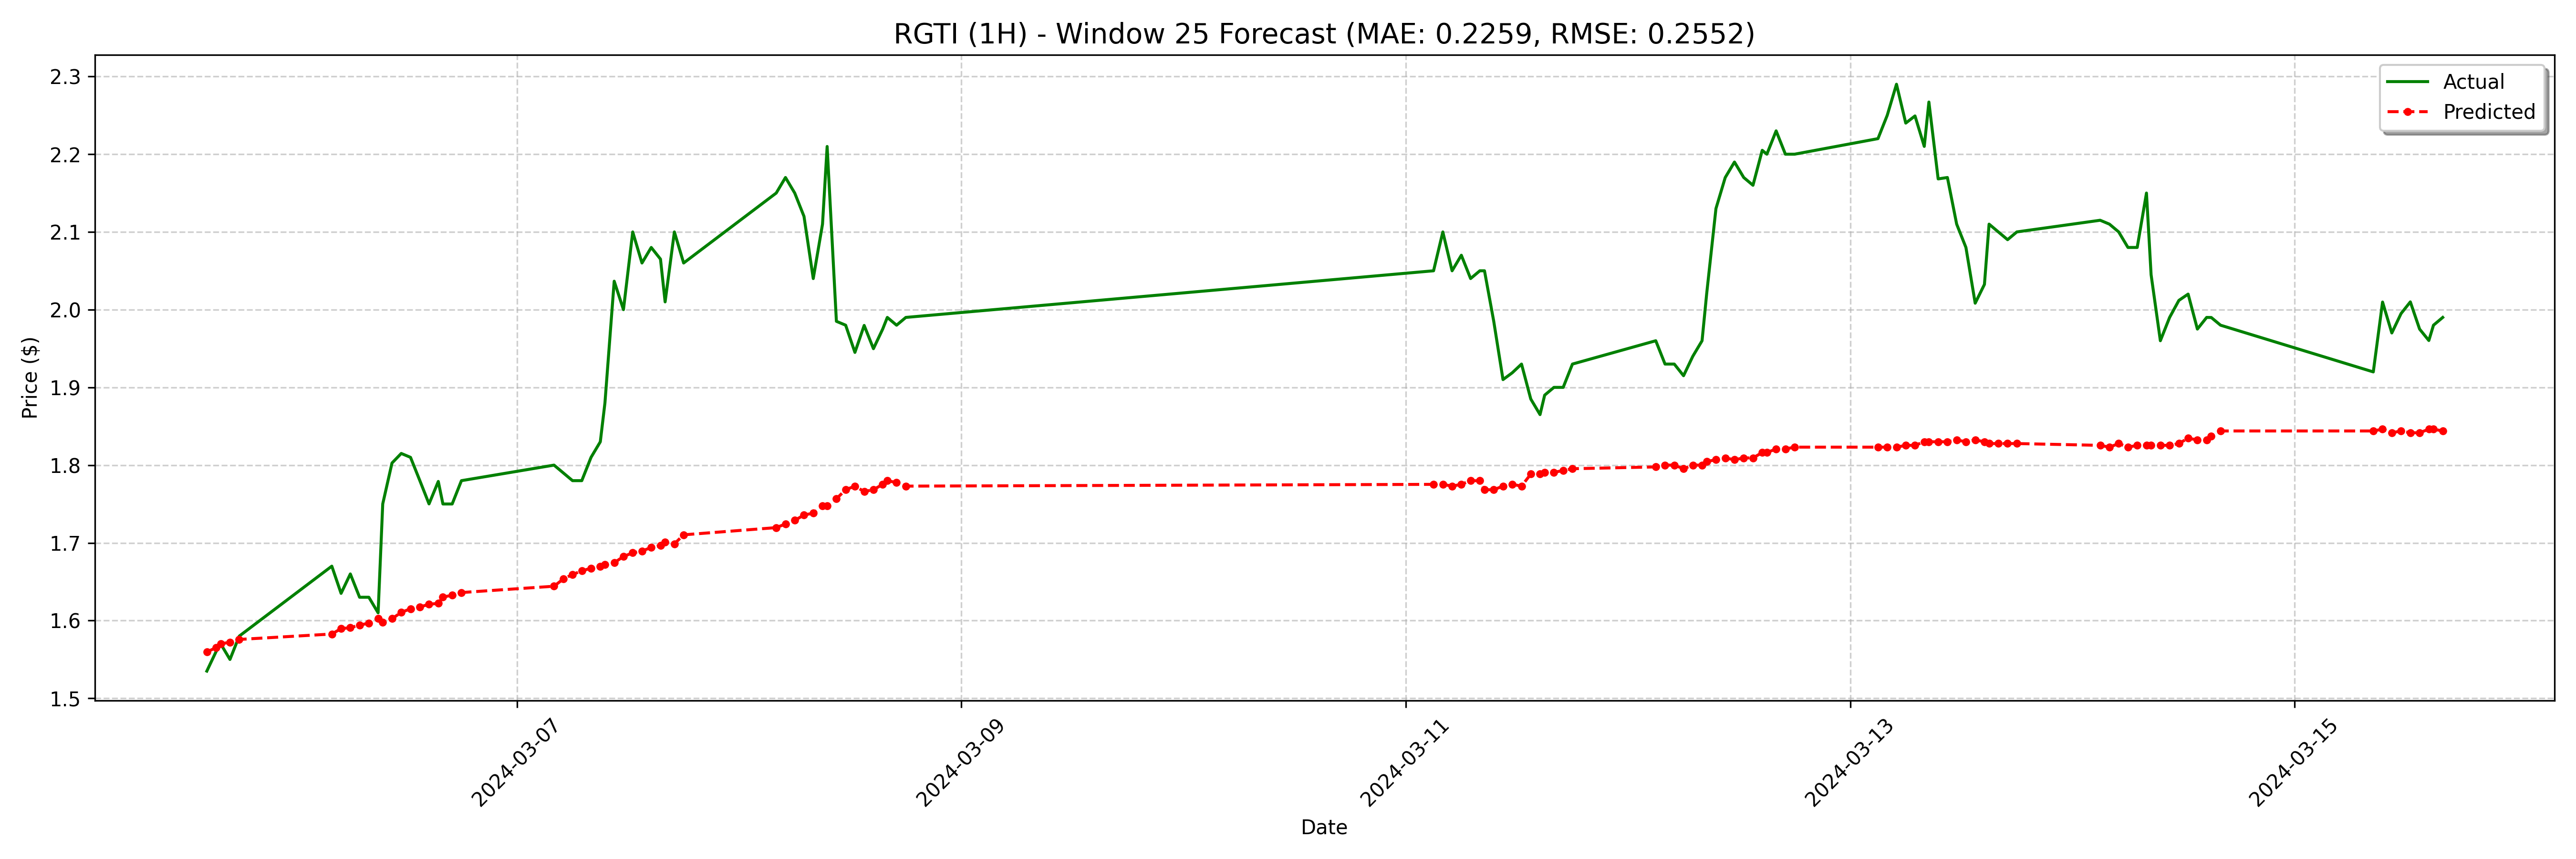 RGTI (1H) - Window 25 Forecast (MAE: 0.2259, RMSE: 0.2552)
Actual
Predicted
Price ($)
2.3
2.2
2.1
2.0
1.9
1.8
1.7
1.6
1.5
2024-03-07
2024-03-09
2024-03-11
2024-03-13
2024-03-15
Date